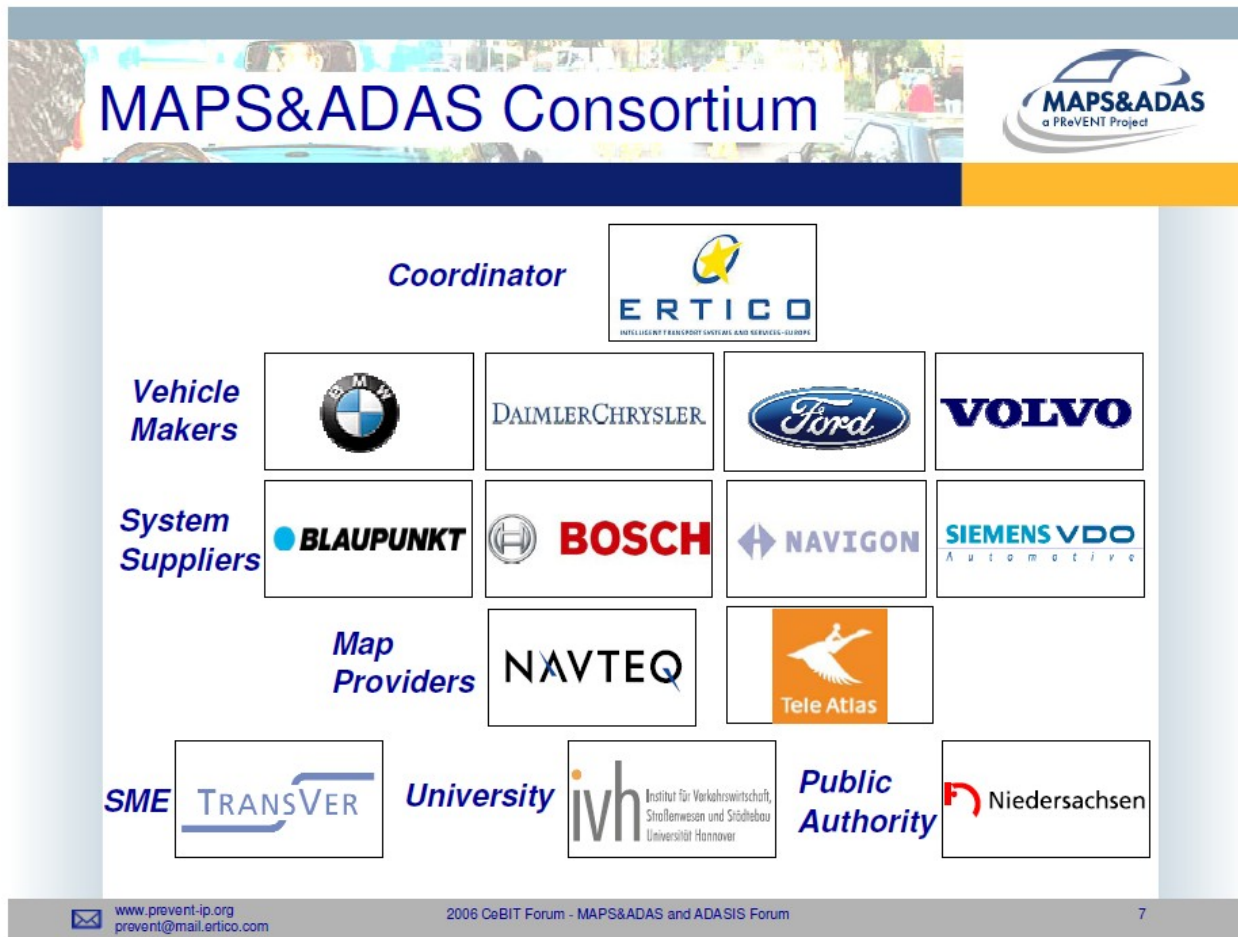 MAPS&ADAS Consortium
MAPS&ADAS
a PReVENT Project
Coordinator
ERTICO
INTELLIGENT TRANSPORT SYSTEMS AND SERVICES-EUROPE
Vehicle
Makers
BMW
DAIMLERCHRYSLER
Ford
VOLVO
System
Suppliers
BLAUPUNKT
BOSCH
NAVIGON
SIEMENS VDO
Automotive
Map
Providers
NAVTEQ
Tele Atlas
SME
TRANSVER
University
ivh
Institut für Verkehrswirtschaft,
Straßenwesen und Städtebau
Universität Hannover
Public
Authority
Niedersachsen
www.prevent-ip.org
prevent@mail.ertico.com
2006 CeBIT Forum - MAPS&ADAS and ADASIS Forum
7